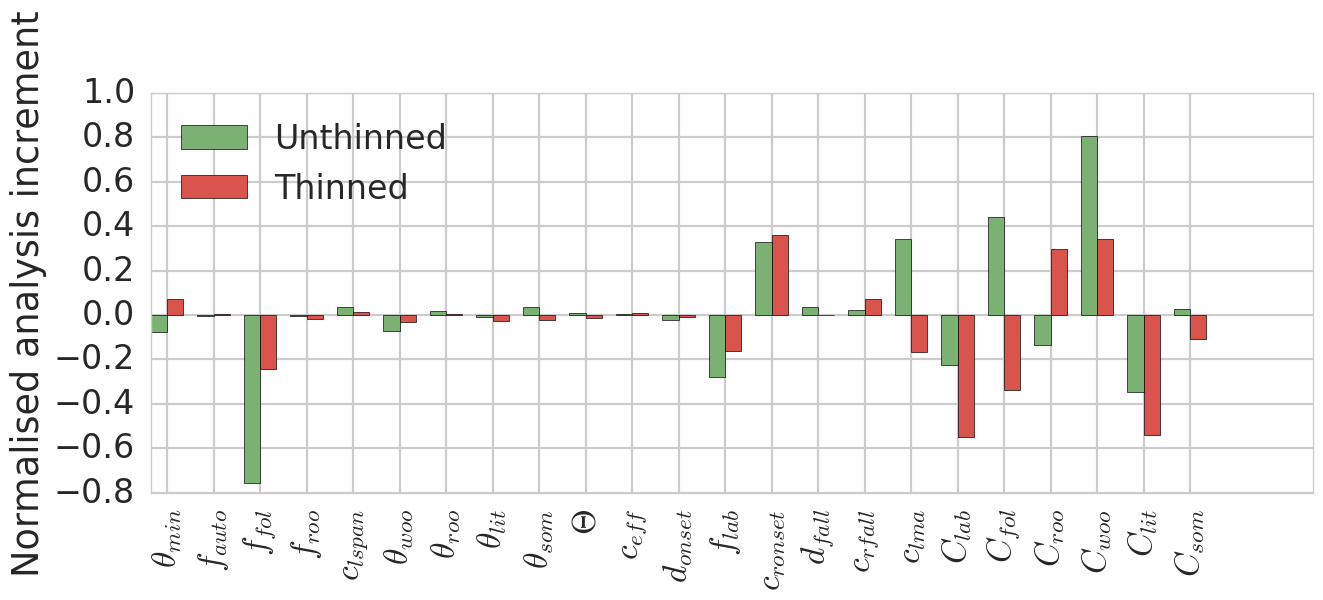 Normalised analysis increment
1.0
0.8
0.6
0.4
0.2
0.0
−0.2
−0.4
−0.6
−0.8
Unthinned
Thinned
θmin
fauto
ffol
froo
clspan
θwoo
θroo
θlit
θsom
Θ
ceff
donset
flab
cronset
dfall
crfall
clma
Clab
Cfol
Croo
Cwoo
Clit
Csom